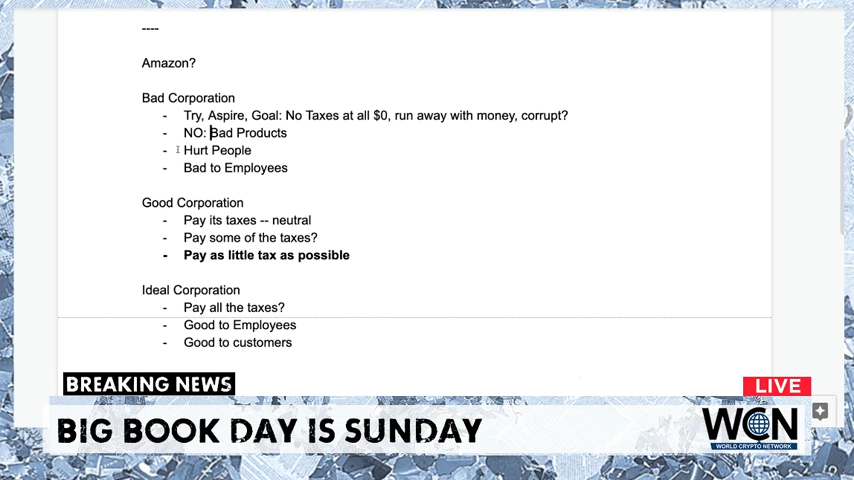 ----
Amazon?
Bad Corporation
- Try, Aspire, Goal: No Taxes at all $0, run away with money, corrupt?
- NO: Bad Products
- Hurt People
- Bad to Employees
Good Corporation
- Pay its taxes -- neutral
- Pay some of the taxes?
- Pay as little tax as possible
Ideal Corporation
- Pay all the taxes?
- Good to Employees
- Good to customers
BREAKING NEWS
LIVE
BIG BOOK DAY IS SUNDAY
WCN
WORLD CRYPTO NETWORK